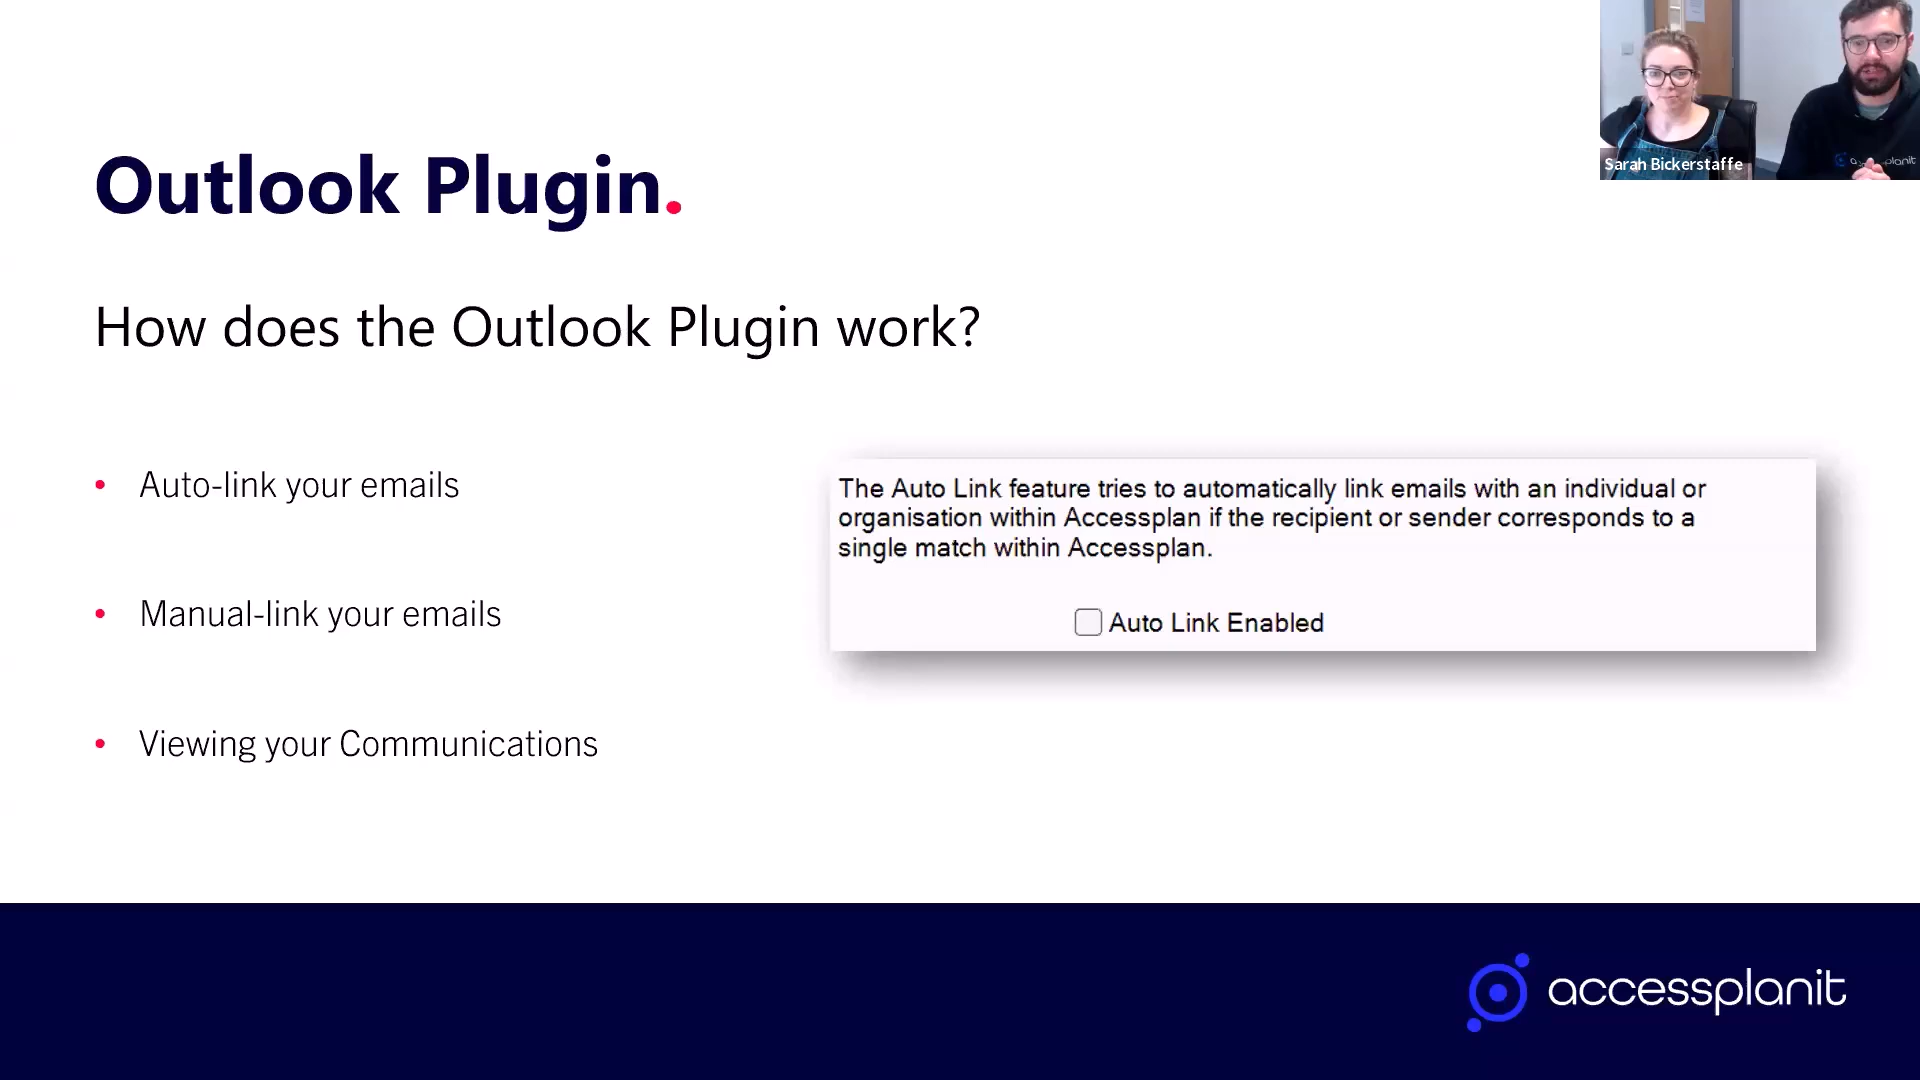 Sarah Bickerstaffe
Outlook Plugin.
How does the Outlook Plugin work?
• Auto-link your emails
• Manual-link your emails
• Viewing your Communications
The Auto Link feature tries to automatically link emails with an individual or
organisation within Accessplan if the recipient or sender corresponds to a
single match within Accessplan.
Auto Link Enabled
accessplanit